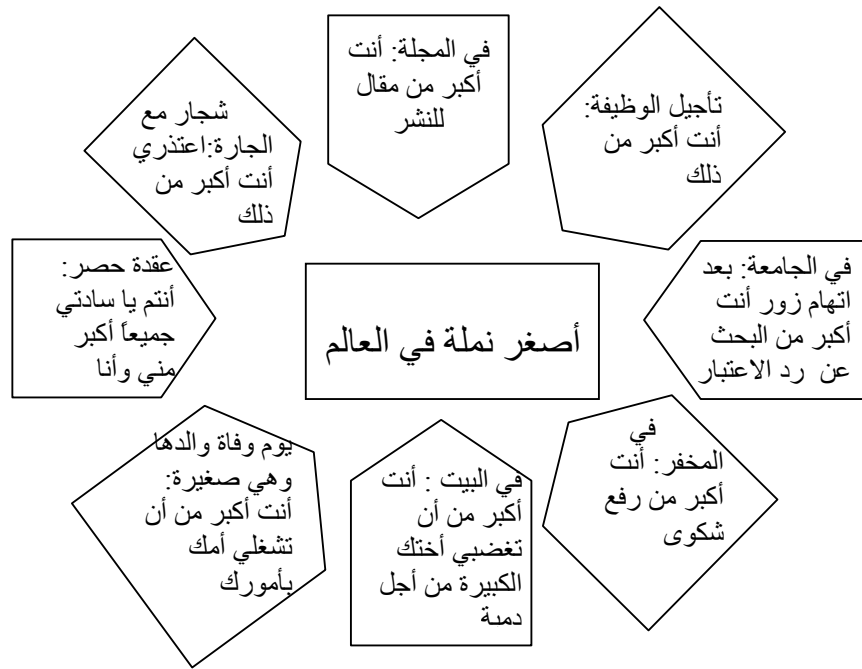 أصغر نملة في العالم
في المجلة: أنت
أكبر من مقال
للنشر
تأجيل الوظيفة:
أنت أكبر من
ذلك
في الجامعة: بعد
اتهام زور أنت
أكبر من البحث
عن رد الاعتبار
في
المخفر: أنت
أكبر من رفع
شكوى
في البيت : أنت
أكبر من أن
تغضبي أختك
الكبيرة من أجل
دمية
يوم وفاة والدها
وهي صغيرة:
أنت أكبر من أن
تشغلي أمك
بأمورك
عقدة حصر:
أنتم يا سادتي
جميعاً أكبر
مني وأنا
شجار مع
الجارة:اعتذري
أنت أكبر من
ذلك